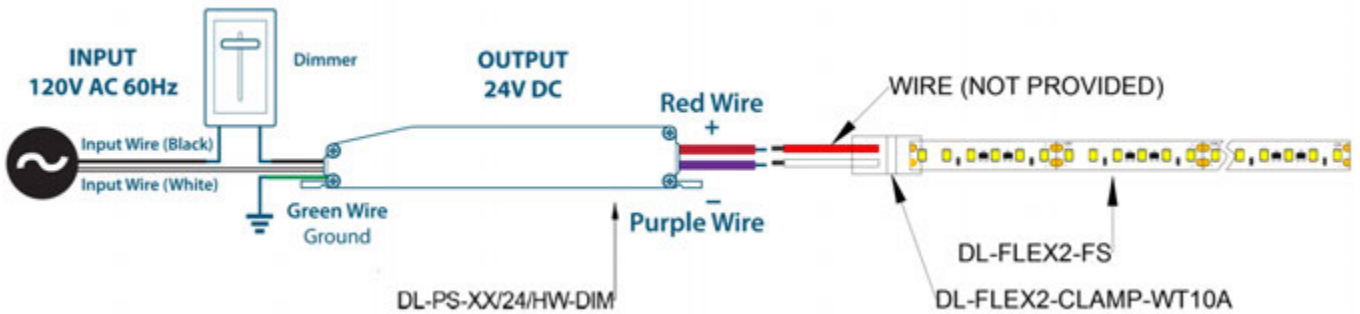 INPUT
120V AC 60Hz
Dimmer
OUTPUT
24V DC
Input Wire (Black)
Input Wire (White)
Green Wire
Ground
Red Wire
+
−
Purple Wire
WIRE (NOT PROVIDED)
DL-PS-XX/24/HW-DIM
DL-FLEX2-FS
DL-FLEX2-CLAMP-WT10A